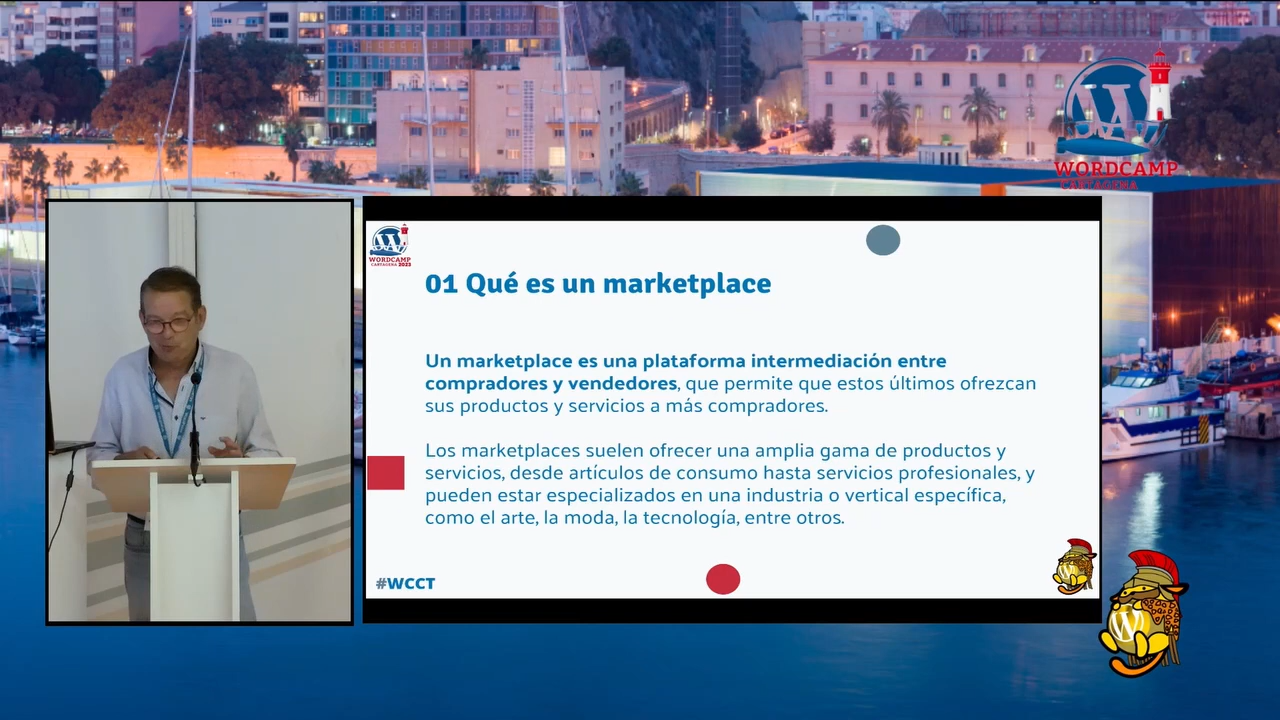 WORDCAMP
CARTAGENA
WORDCAMP
CARTAGENA 2023
01 Qué es un marketplace
Un marketplace es una plataforma intermediación entre
compradores y vendedores, que permite que estos últimos ofrezcan
sus productos y servicios a más compradores.
Los marketplaces suelen ofrecer una amplia gama de productos y
servicios, desde artículos de consumo hasta servicios profesionales, y
pueden estar especializados en una industria o vertical específica,
como el arte, la moda, la tecnología, entre otros.
#WCCT